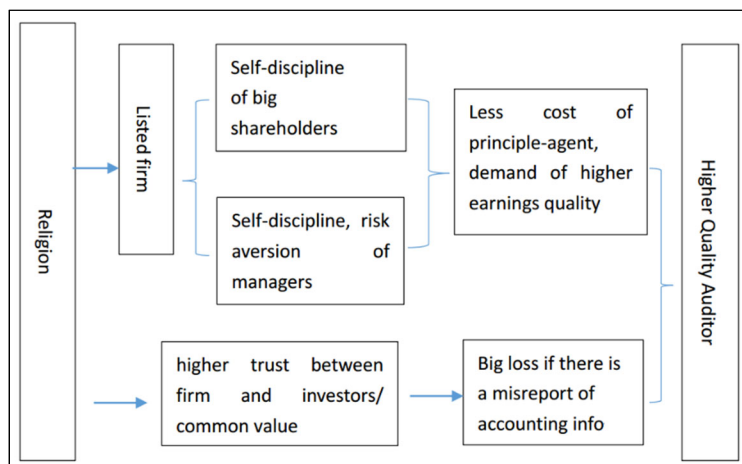 Religion
Listed firm
Self-discipline
of big
shareholders
Self-discipline, risk
aversion of
managers
Less cost of
principle-agent,
demand of higher
earnings quality
higher trust between
firm and investors/
common value
Big loss if there is
a misreport of
accounting info
Higher Quality Auditor